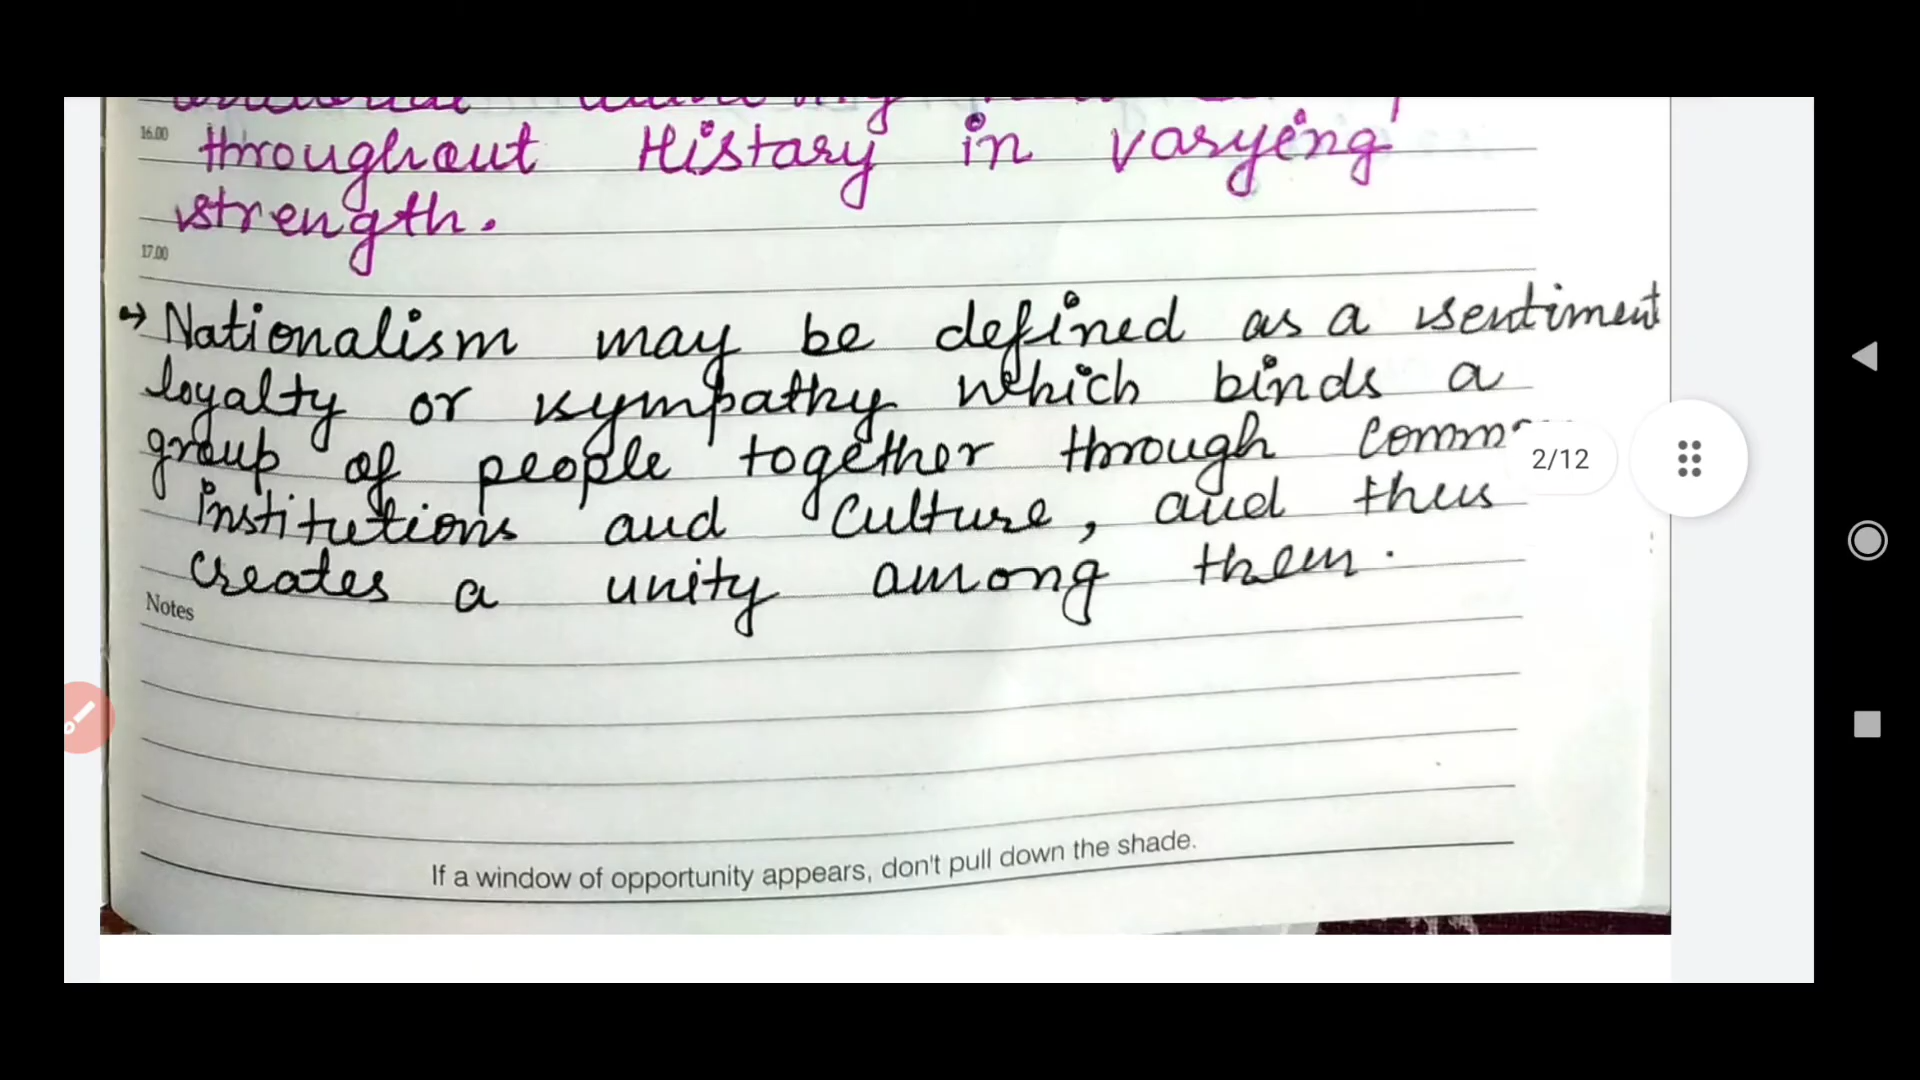 16.00
throughout History in varying
strength.
17.00
→ Nationalism may be defined as a sentiment
loyalty or sympathy which binds a
group of people together through
2/12
institutions and culture, and thus
creates a unity among them.
Notes
If a window of opportunity appears, don't pull down the shade.